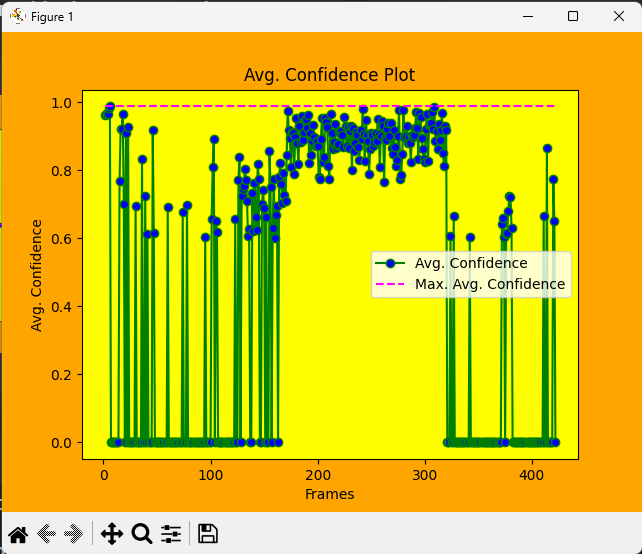 Figure 1
Avg. Confidence Plot
1.0
0.8
0.6
0.4
0.2
0.0
Avg. Confidence
Avg. Confidence
Max. Avg. Confidence
0 100 200 300 400
Frames